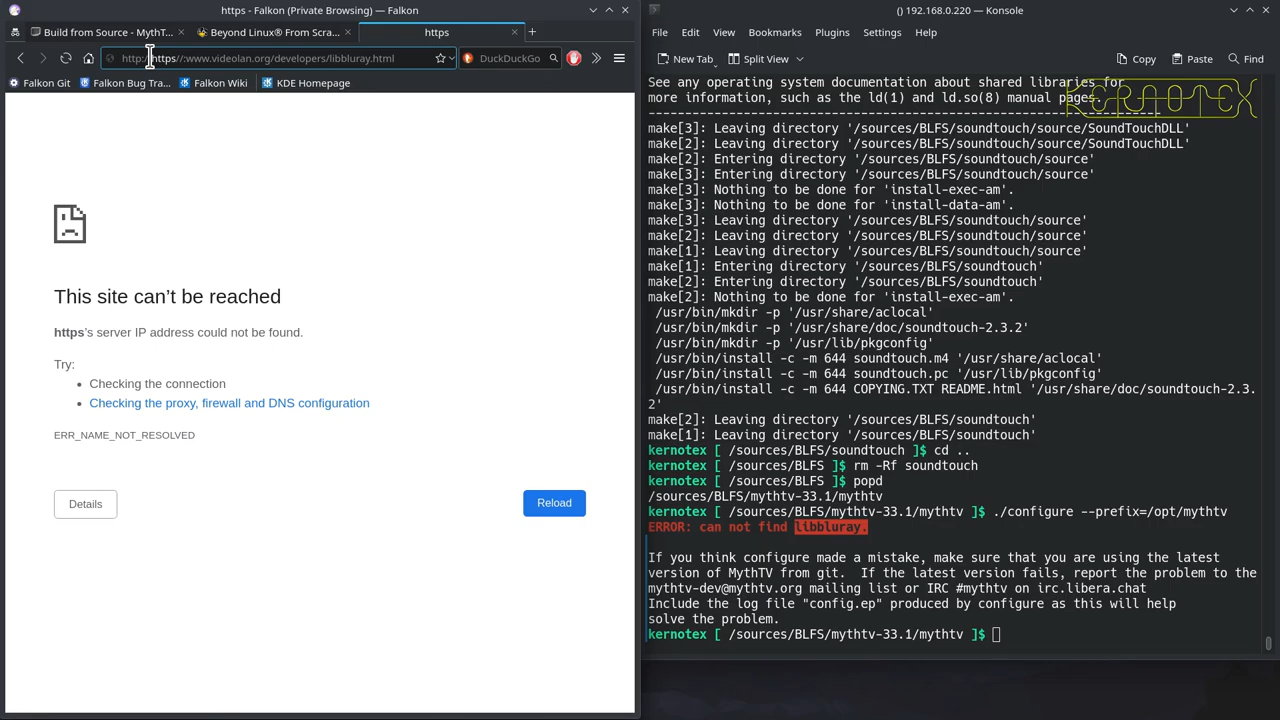 https - Falkon (Private Browsing) — Falkon
Build from Source - MythT...
Beyond Linux® From Scra...
https
http://https//:www.videolan.org/developers/libbluray.html
DuckDuckGo
Falkon Git
Falkon Bug Tra...
Falkon Wiki
KDE Homepage
This site can’t be reached
https’s server IP address could not be found.
Try:
• Checking the connection
• Checking the proxy, firewall and DNS configuration
ERR_NAME_NOT_RESOLVED
Details
Reload
() 192.168.0.220 — Konsole
File Edit View Bookmarks Plugins Settings Help
New Tab
Split View
Copy
Paste
Find
KERNOTEX
See any operating system documentation about shared libraries for
more information, such as the ld(1) and ld.so(8) manual pages.
----------------------------------------------------------------------
make[3]: Leaving directory '/sources/BLFS/soundtouch/source/SoundTouchDLL'
make[2]: Leaving directory '/sources/BLFS/soundtouch/source/SoundTouchDLL'
make[2]: Entering directory '/sources/BLFS/soundtouch/source'
make[3]: Entering directory '/sources/BLFS/soundtouch/source'
make[3]: Nothing to be done for 'install-exec-am'.
make[3]: Nothing to be done for 'install-data-am'.
make[3]: Leaving directory '/sources/BLFS/soundtouch/source'
make[2]: Leaving directory '/sources/BLFS/soundtouch/source'
make[1]: Leaving directory '/sources/BLFS/soundtouch/source'
make[1]: Entering directory '/sources/BLFS/soundtouch'
make[2]: Entering directory '/sources/BLFS/soundtouch'
make[2]: Nothing to be done for 'install-exec-am'.
/usr/bin/mkdir -p '/usr/share/aclocal'
/usr/bin/mkdir -p '/usr/share/doc/soundtouch-2.3.2'
/usr/bin/mkdir -p '/usr/lib/pkgconfig'
/usr/bin/install -c -m 644 soundtouch.m4 '/usr/share/aclocal'
/usr/bin/install -c -m 644 soundtouch.pc '/usr/lib/pkgconfig'
/usr/bin/install -c -m 644 COPYING.TXT README.html '/usr/share/doc/soundtouch-2.3.
2'
make[2]: Leaving directory '/sources/BLFS/soundtouch'
make[1]: Leaving directory '/sources/BLFS/soundtouch'
kernotex [ /sources/BLFS/soundtouch ]$ cd ..
kernotex [ /sources/BLFS ]$ rm -Rf soundtouch
kernotex [ /sources/BLFS ]$ popd
/sources/BLFS/mythtv-33.1/mythtv
kernotex [ /sources/BLFS/mythtv-33.1/mythtv ]$ ./configure --prefix=/opt/mythtv
ERROR: can not find libbluray.
If you think configure made a mistake, make sure that you are using the latest
version of MythTV from git.  If the latest version fails, report the problem to the
mythtv-dev@mythtv.org mailing list or IRC #mythtv on irc.libera.chat
Include the log file "config.ep" produced by configure as this will help
solve the problem.
kernotex [ /sources/BLFS/mythtv-33.1/mythtv ]$